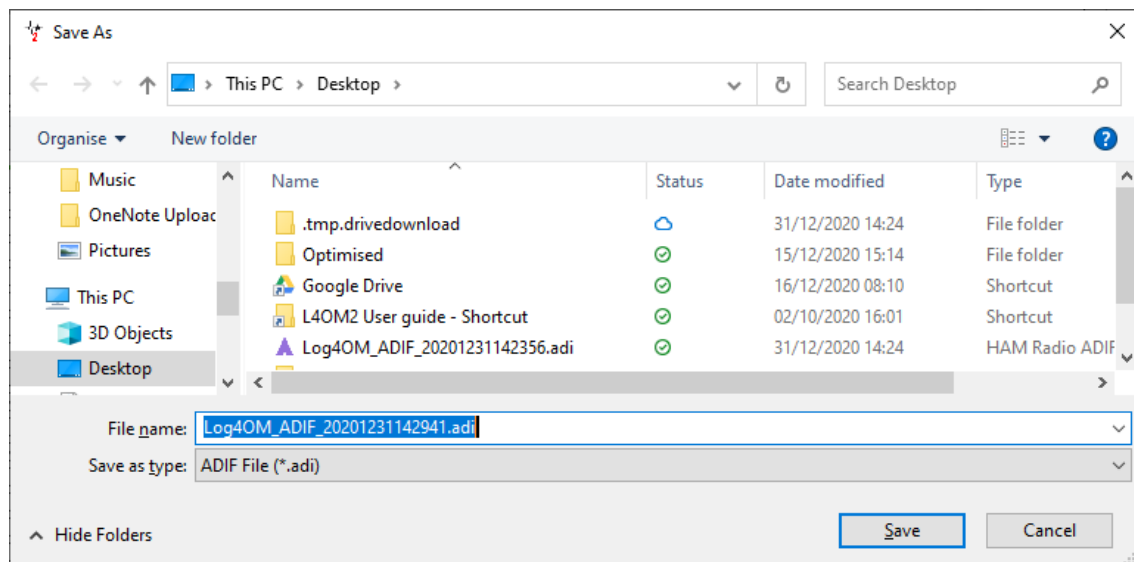 Save As
This PC > Desktop >
Search Desktop
Organise
New folder
Music
OneNote Uploac
Pictures
This PC
3D Objects
Desktop
Name Status Date modified Type
.tmp.drivedownload 31/12/2020 14:24 File folder
Optimised 15/12/2020 15:14 File folder
Google Drive 16/12/2020 08:10 Shortcut
L4OM2 User guide - Shortcut 02/10/2020 16:01 Shortcut
Log4OM_ADIF_20201231142356.adi 31/12/2020 14:24 HAM Radio ADIF
File name: Log4OM_ADIF_20201231142941.adi
Save as type: ADIF File (*.adi)
Hide Folders
Save
Cancel